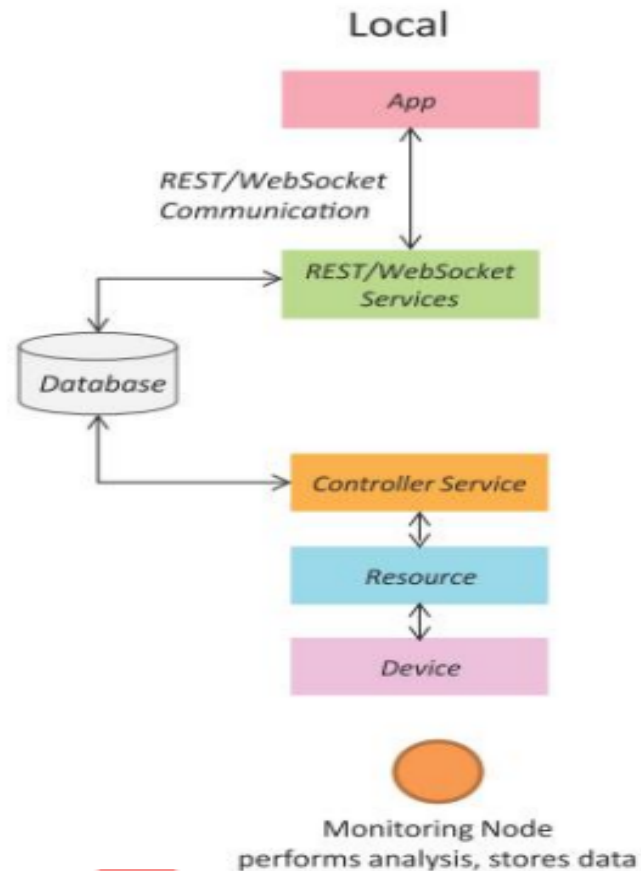 Local
App
REST/WebSocket
Communication
REST/WebSocket
Services
Database
Controller Service
Resource
Device
Monitoring Node
performs analysis, stores data